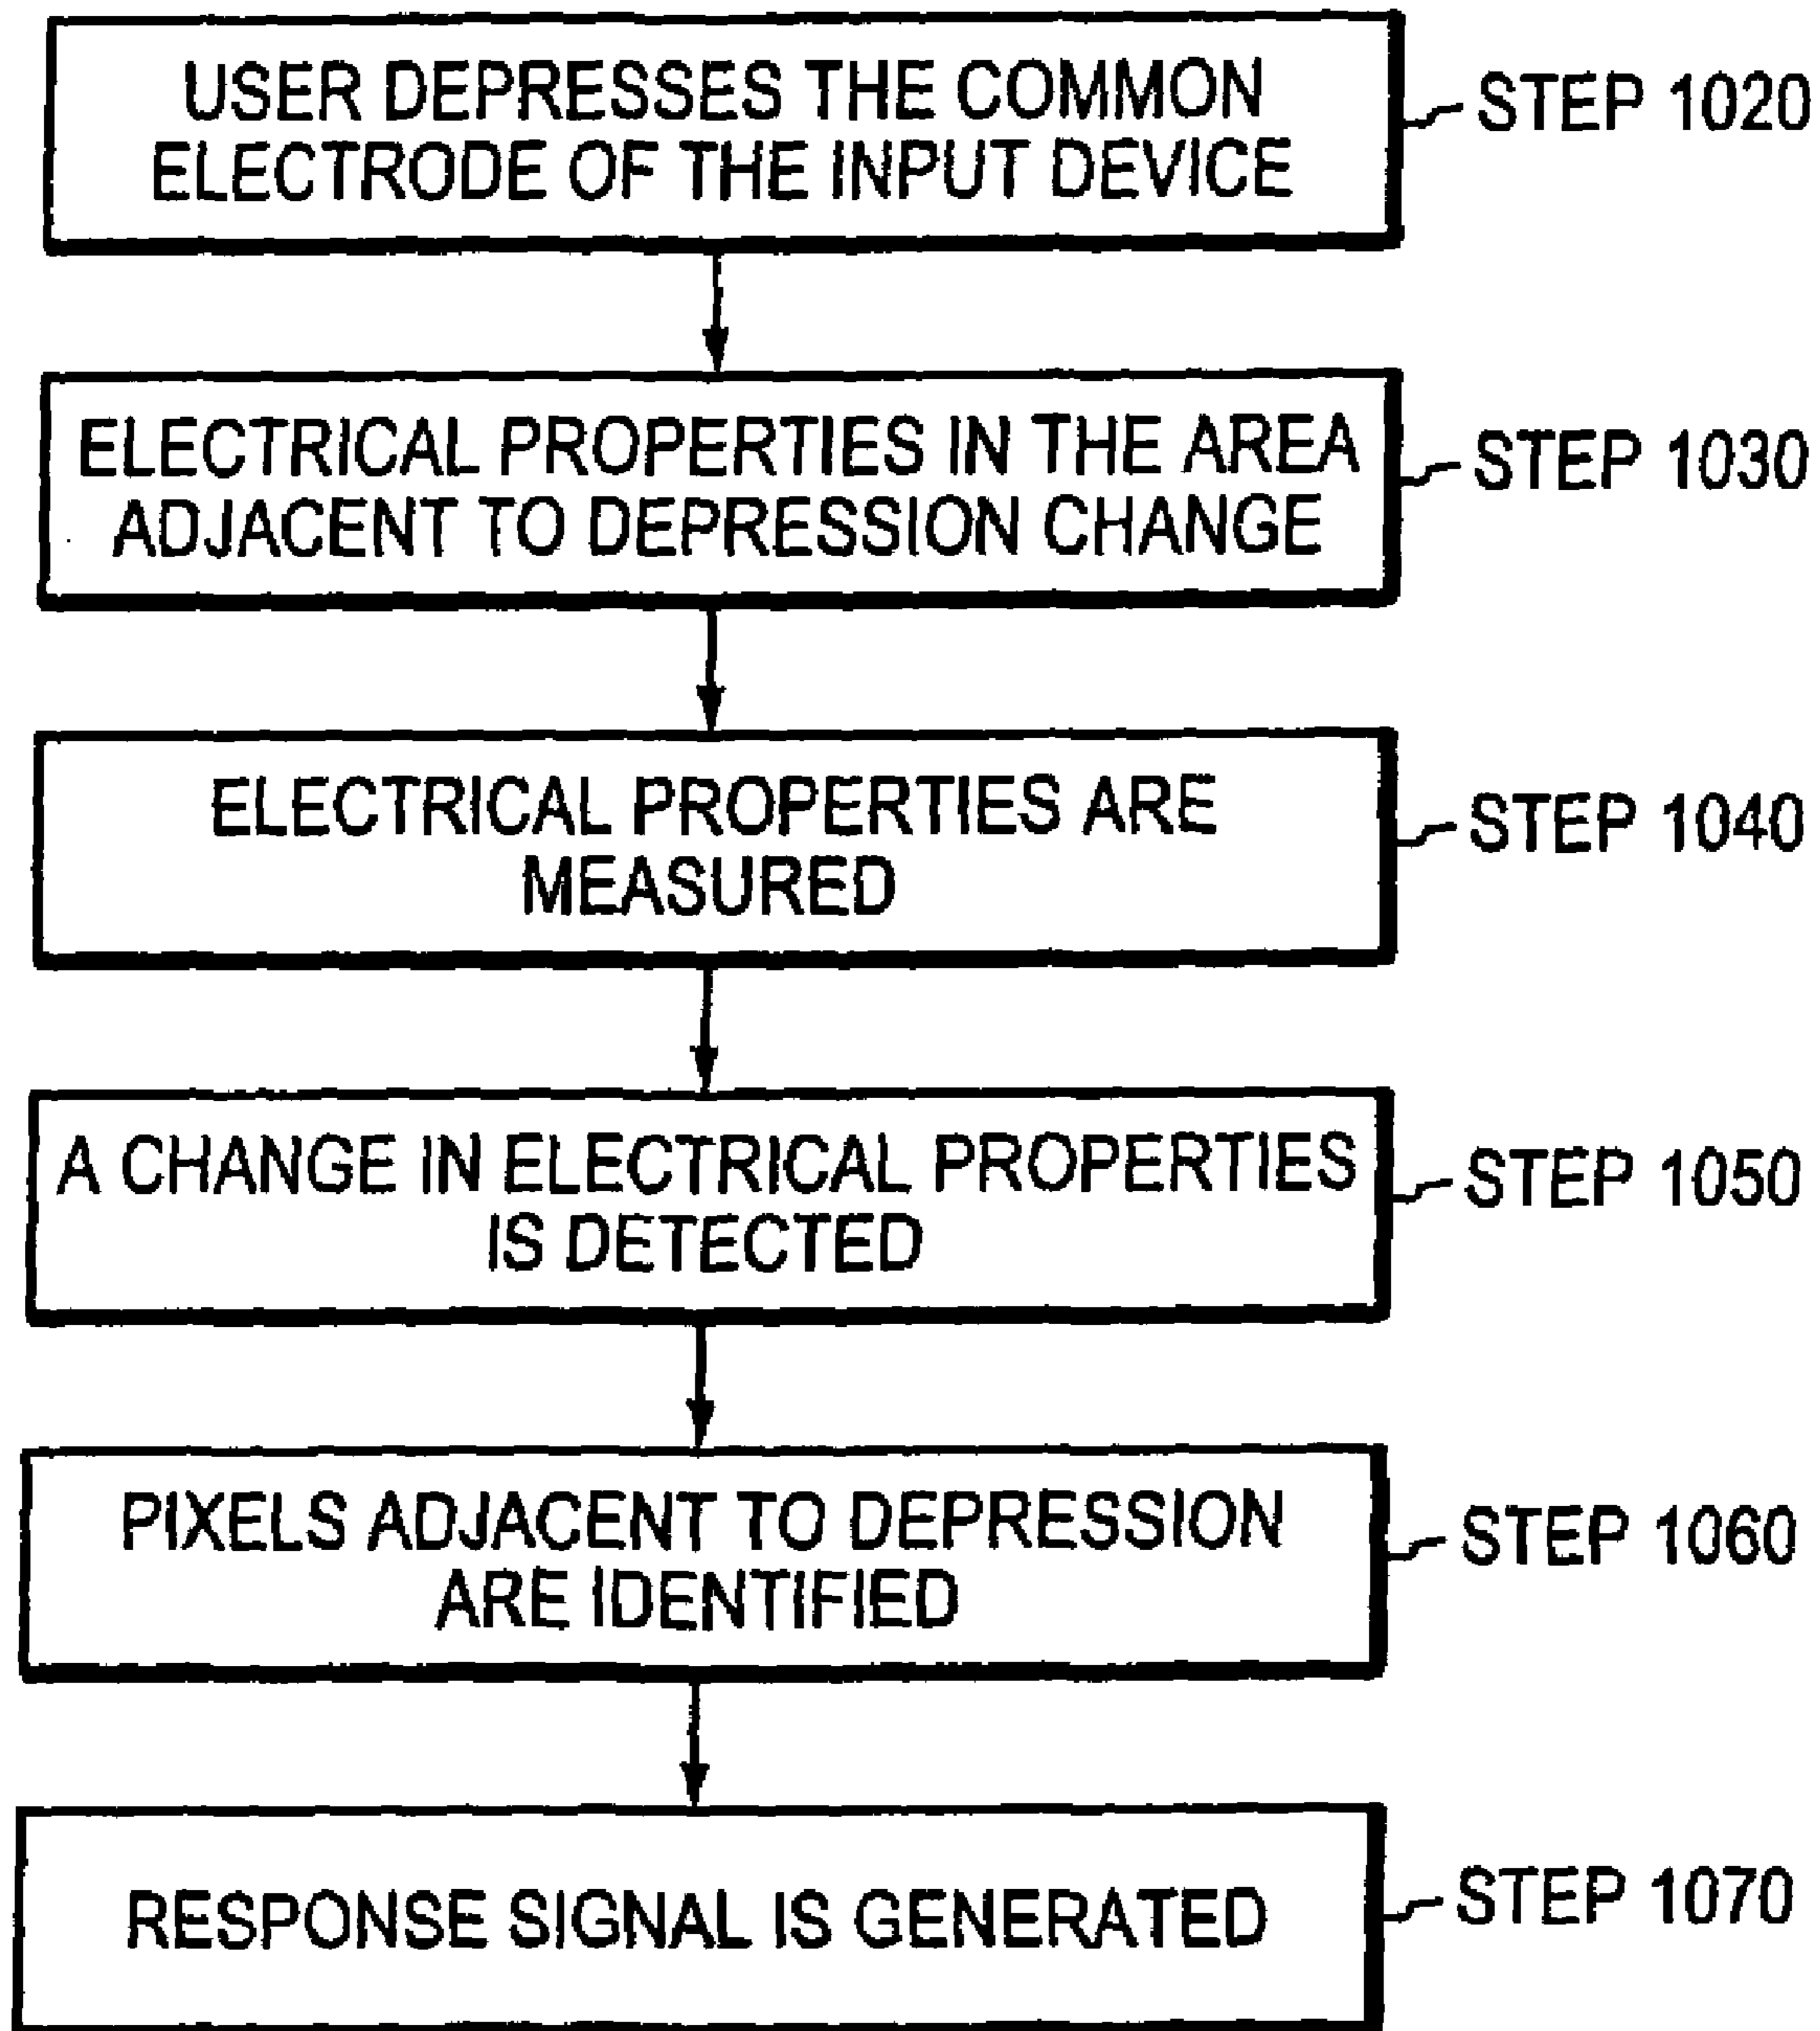 USER DEPRESSES THE COMMON
ELECTRODE OF THE INPUT DEVICE
STEP 1020
ELECTRICAL PROPERTIES IN THE AREA
ADJACENT TO DEPRESSION CHANGE
STEP 1030
ELECTRICAL PROPERTIES ARE
MEASURED
STEP 1040
A CHANGE IN ELECTRICAL PROPERTIES
IS DETECTED
STEP 1050
PIXELS ADJACENT TO DEPRESSION
ARE IDENTIFIED
STEP 1060
RESPONSE SIGNAL IS GENERATED
STEP 1070